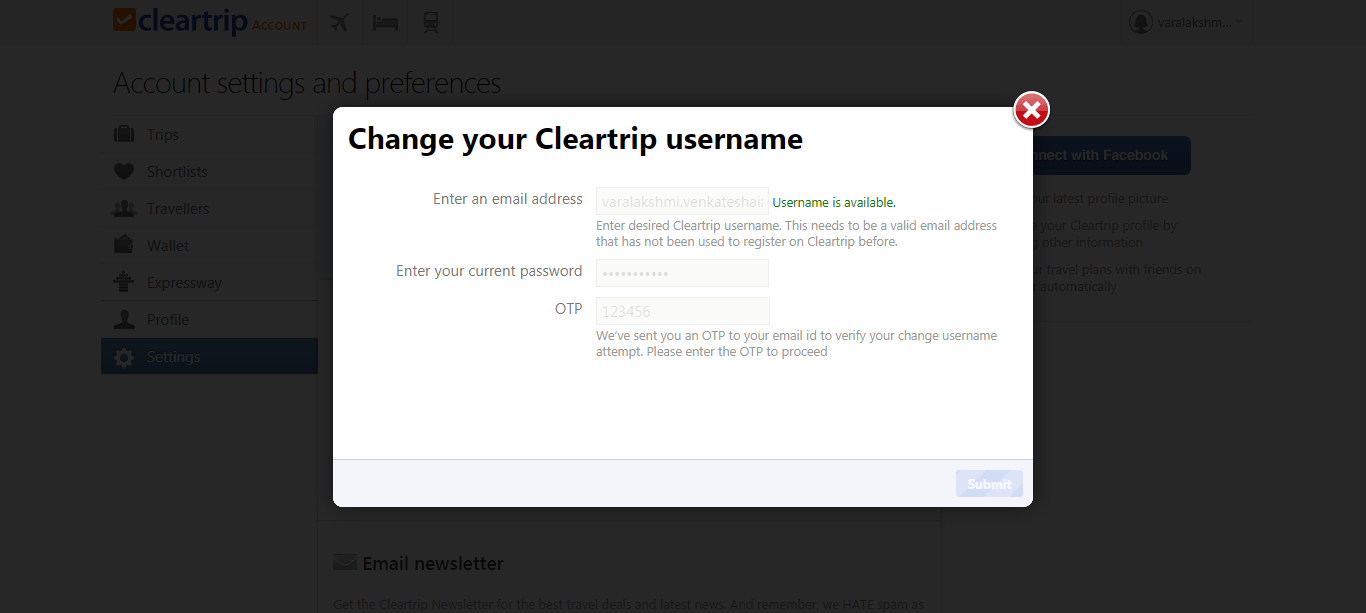 cleartrip ACCOUNT
varalakshm...
Account settings and preferences
Trips
Shortlists
Travellers
Wallet
Expressway
Profile
Settings
Change your Cleartrip username
Enter an email address
varalakshmi.venkateshai
Username is available.
Enter desired Cleartrip username. This needs to be a valid email address
that has not been used to register on Cleartrip before.
Enter your current password
•••••••••••
OTP
123456
We've sent you an OTP to your email id to verify your change username
attempt. Please enter the OTP to proceed
Submit
with Facebook
latest profile picture
your Cleartrip profile by
other information
travel plans with friends on
automatically
Email newsletter
Get the Cleartrip Newsletter for the best travel deals and latest news. And remember, we HATE spam as